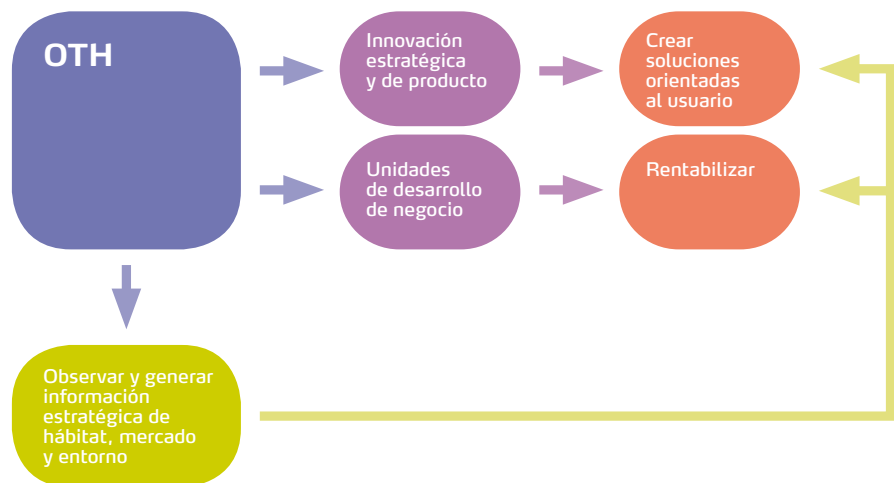 OTH
Innovación
estratégica
y de producto
Crear
soluciones
orientadas
al usuario
Unidades
de desarrollo
de negocio
Rentabilizar
Observar y generar
información
estratégica de
hábitat, mercado
y entorno